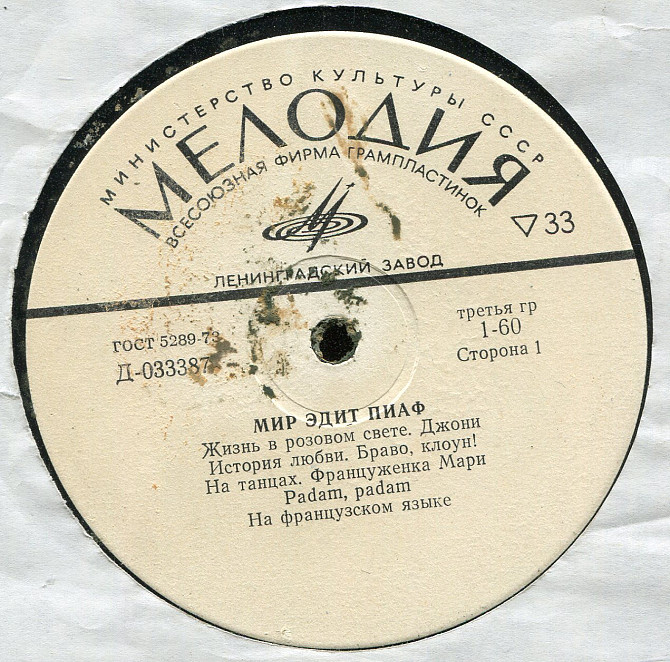 МИНИСТЕРСТВО КУЛЬТУРЫ СССР
МЕЛОДИЯ
ВСЕСОЮЗНАЯ ФИРМА ГРАМПЛАСТИНОК
33
ЛЕНИНГРАДСКИЙ ЗАВОД
ГОСТ 5289-73
Д-033387
третья гр
1-60
Сторона 1
МИР ЭДИТ ПИАФ
Жизнь в розовом свете. Джони
История любви. Браво, клоун!
На танцах. Француженка Мари
Padam, padam
На французском языке